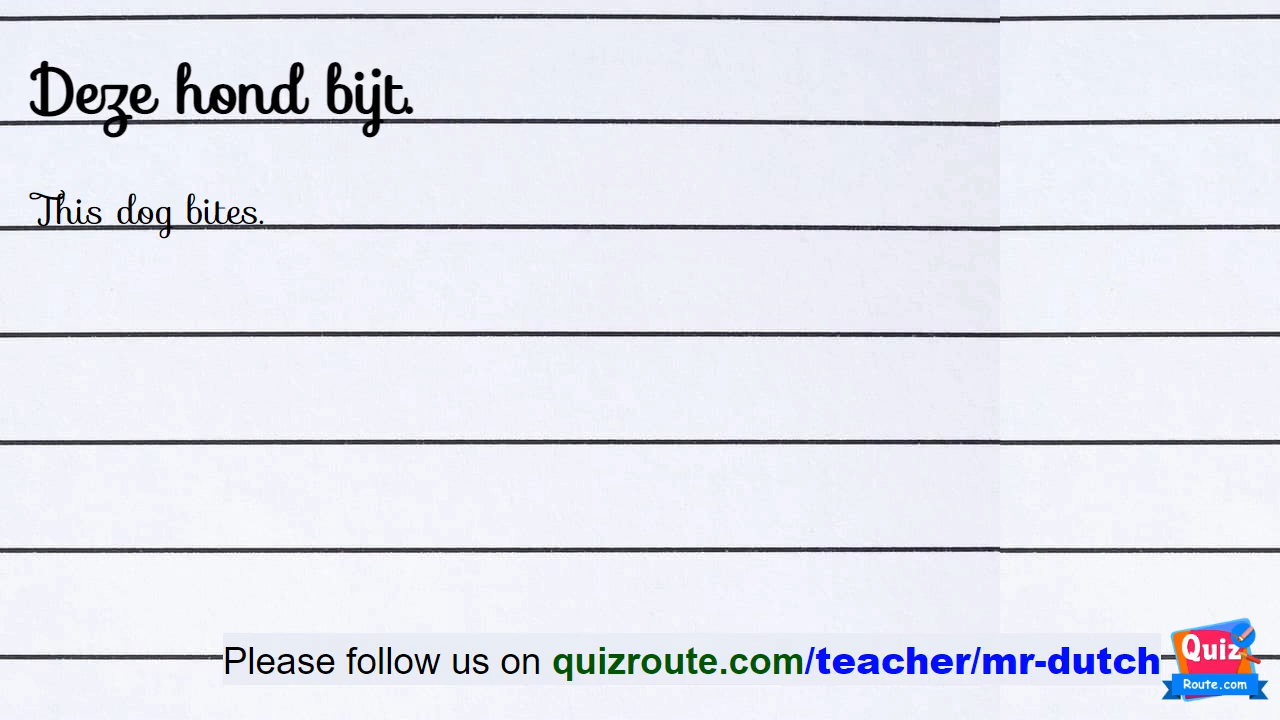 Deze hond bijt.
This dog bites.
Please follow us on quizroute.com/teacher/mr-dutch
Quiz
Route.com